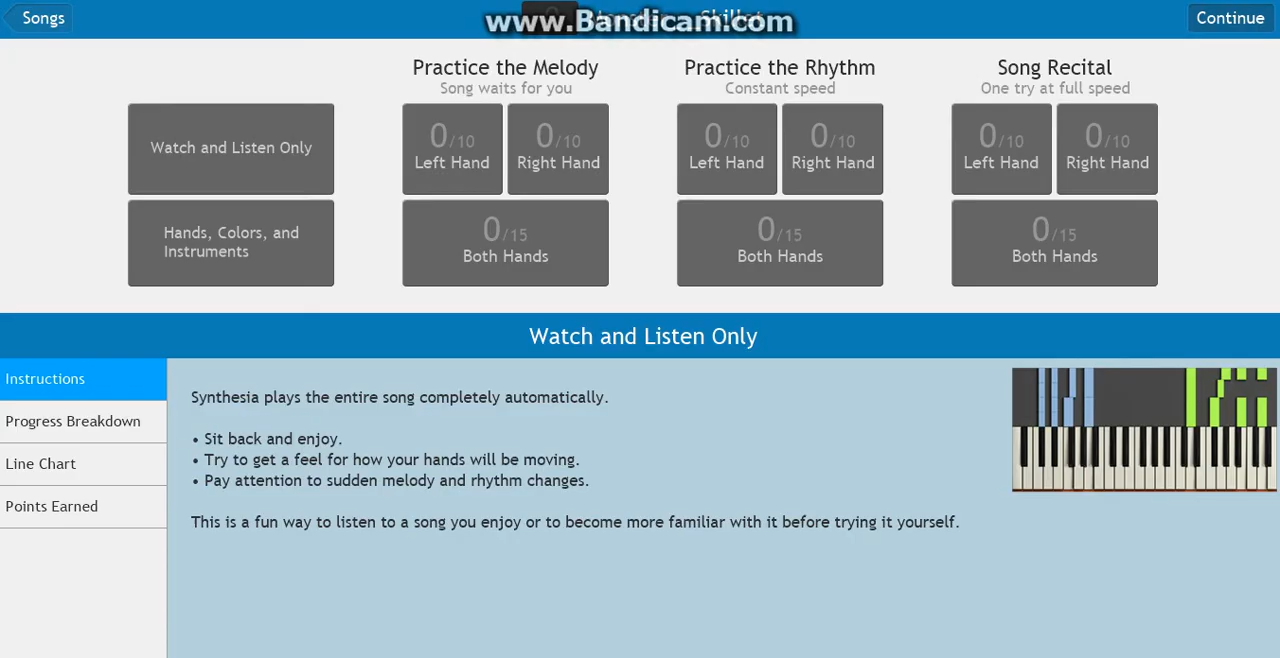 Songs
www.Bandicam.com
Continue
Practice the Melody
Song waits for you
Practice the Rhythm
Constant speed
Song Recital
One try at full speed
Watch and Listen Only
0/10
Left Hand
0/10
Right Hand
0/10
Left Hand
0/10
Right Hand
0/10
Left Hand
0/10
Right Hand
Hands, Colors, and
Instruments
0/15
Both Hands
0/15
Both Hands
0/15
Both Hands
Watch and Listen Only
Instructions
Progress Breakdown
Line Chart
Points Earned
Synthesia plays the entire song completely automatically.
• Sit back and enjoy.
• Try to get a feel for how your hands will be moving.
• Pay attention to sudden melody and rhythm changes.
This is a fun way to listen to a song you enjoy or to become more familiar with it before trying it yourself.